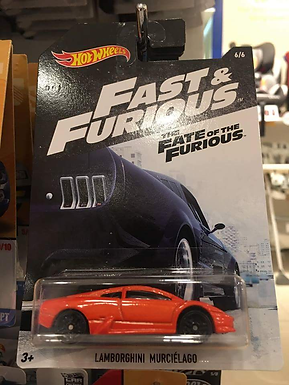 HOT WHEELS
6/6
FAST &
FURIOUS
THE FATE OF THE
FURIOUS
3+
LAMBORGHINI MURCIÉLAGO